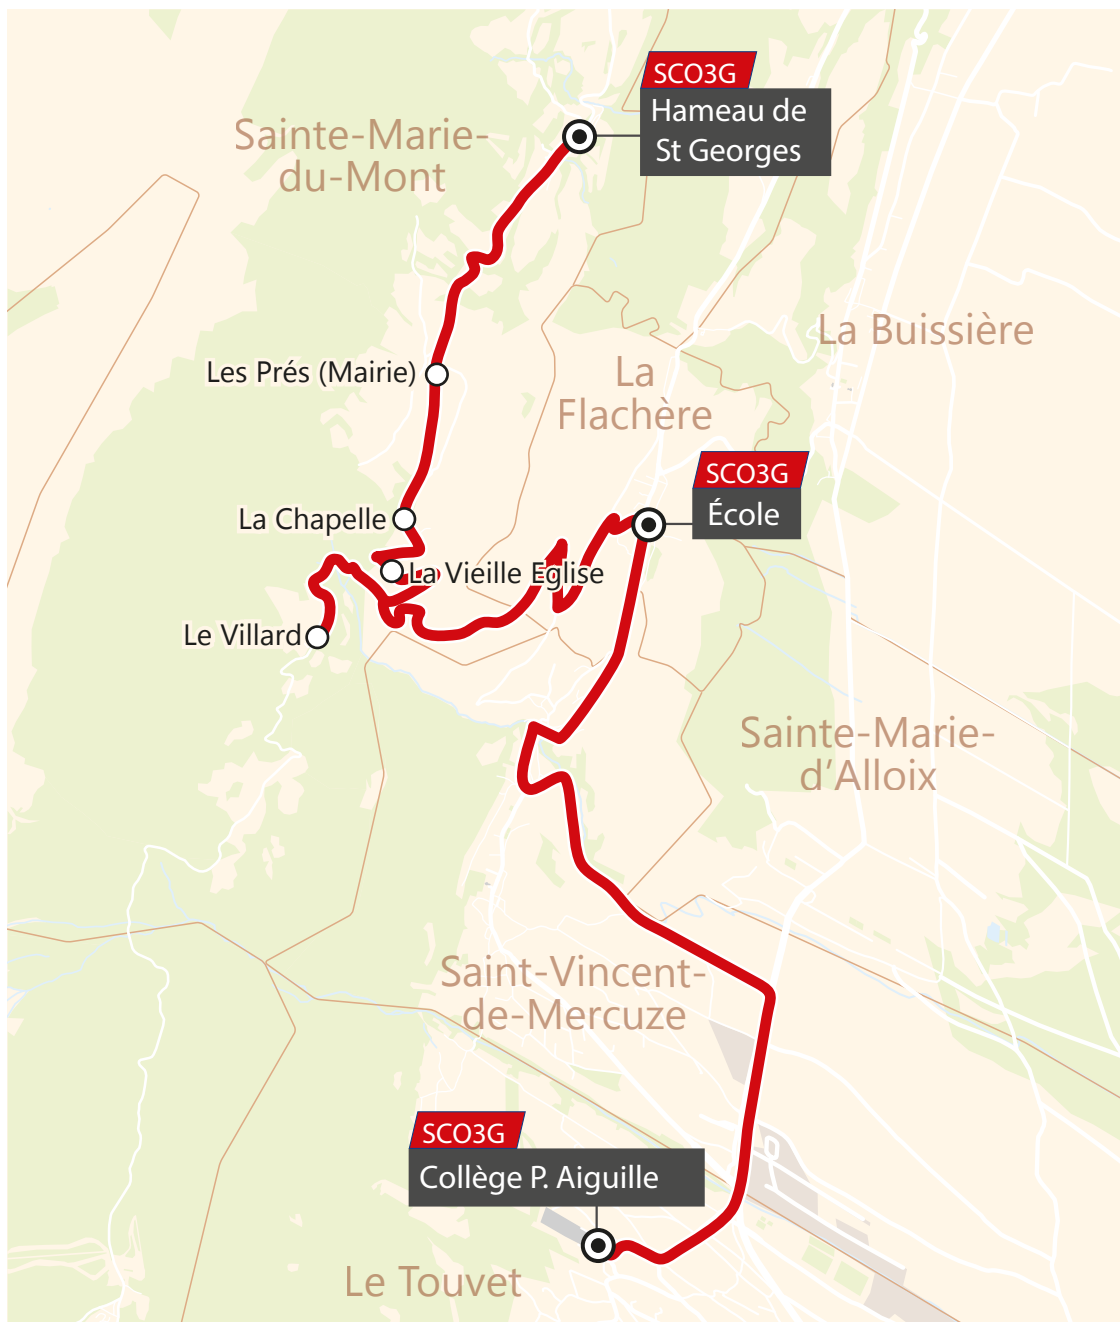 SCO3G
Hameau de
St Georges
Sainte-Marie-
du-Mont
La Buissière
Les Prés (Mairie)
La
Flachère
SCO3G
École
La Chapelle
La Vieille Eglise
Le Villard
Sainte-Marie-
d’Alloix
Saint-Vincent-
de-Mercuze
SCO3G
Collège P. Aiguille
Le Touvet